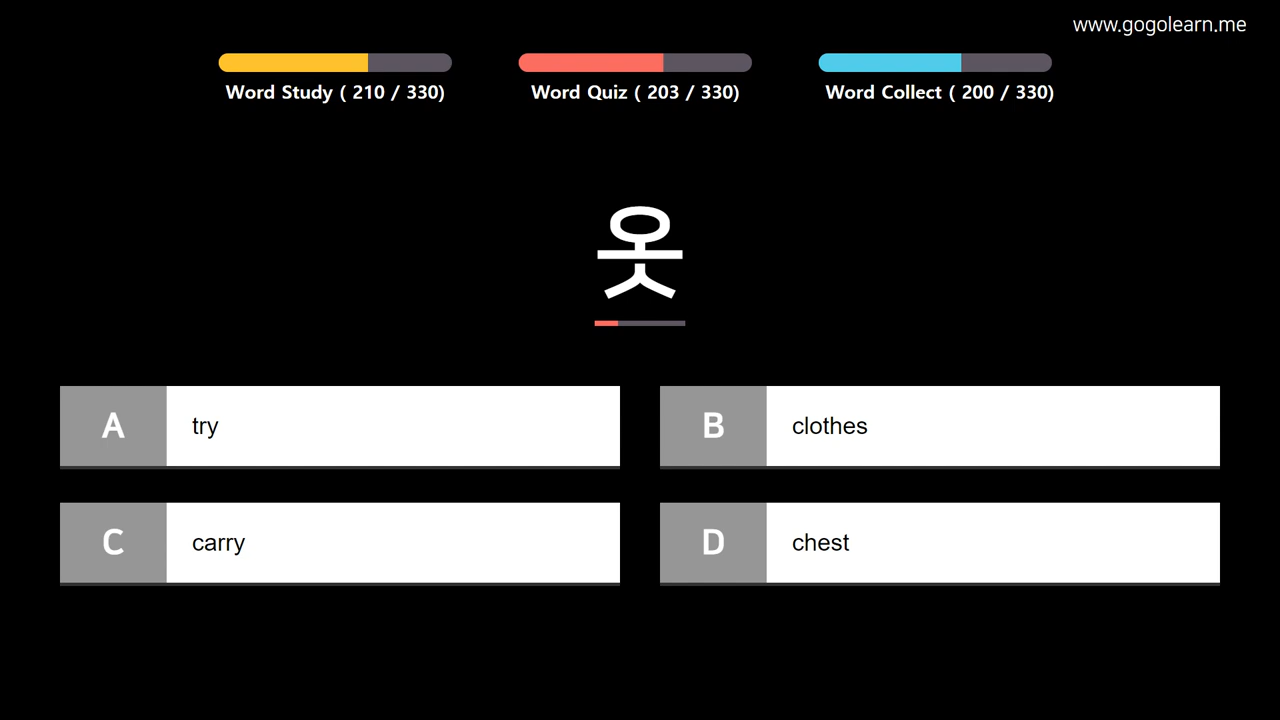 www.gogolearn.me
Word Study ( 210 / 330)
Word Quiz ( 203 / 330)
Word Collect ( 200 / 330)
옷
A
try
B
clothes
C
carry
D
chest